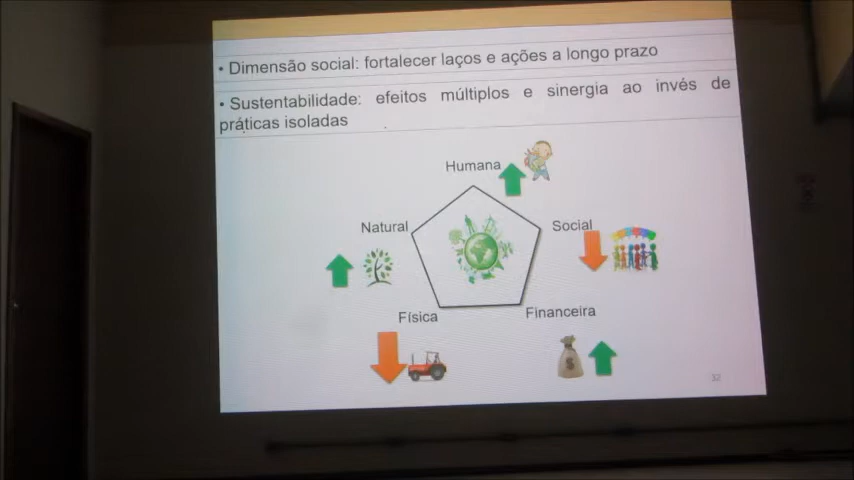 • Dimensão social: fortalecer laços e ações a longo prazo
• Sustentabilidade: efeitos múltiplos e sinergia ao invés de
práticas isoladas
Humana
Natural
Social
Física
Financeira
$
32